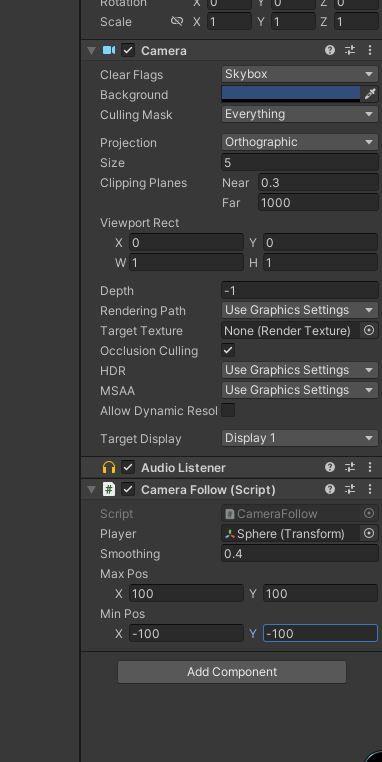 Rotation X 0 Y 0 Z 0
Scale X 1 Y 1 Z 1
Camera
Clear Flags Skybox
Background
Culling Mask Everything
Projection Orthographic
Size 5
Clipping Planes Near 0.3
Far 1000
Viewport Rect
X 0 Y 0
W 1 H 1
Depth -1
Rendering Path Use Graphics Settings
Target Texture None (Render Texture)
Occlusion Culling
HDR Use Graphics Settings
MSAA Use Graphics Settings
Allow Dynamic Resol
Target Display Display 1
Audio Listener
# Camera Follow (Script)
Script # CameraFollow
Player Sphere (Transform)
Smoothing 0.4
Max Pos
X 100 Y 100
Min Pos
X -100 Y -100
Add Component